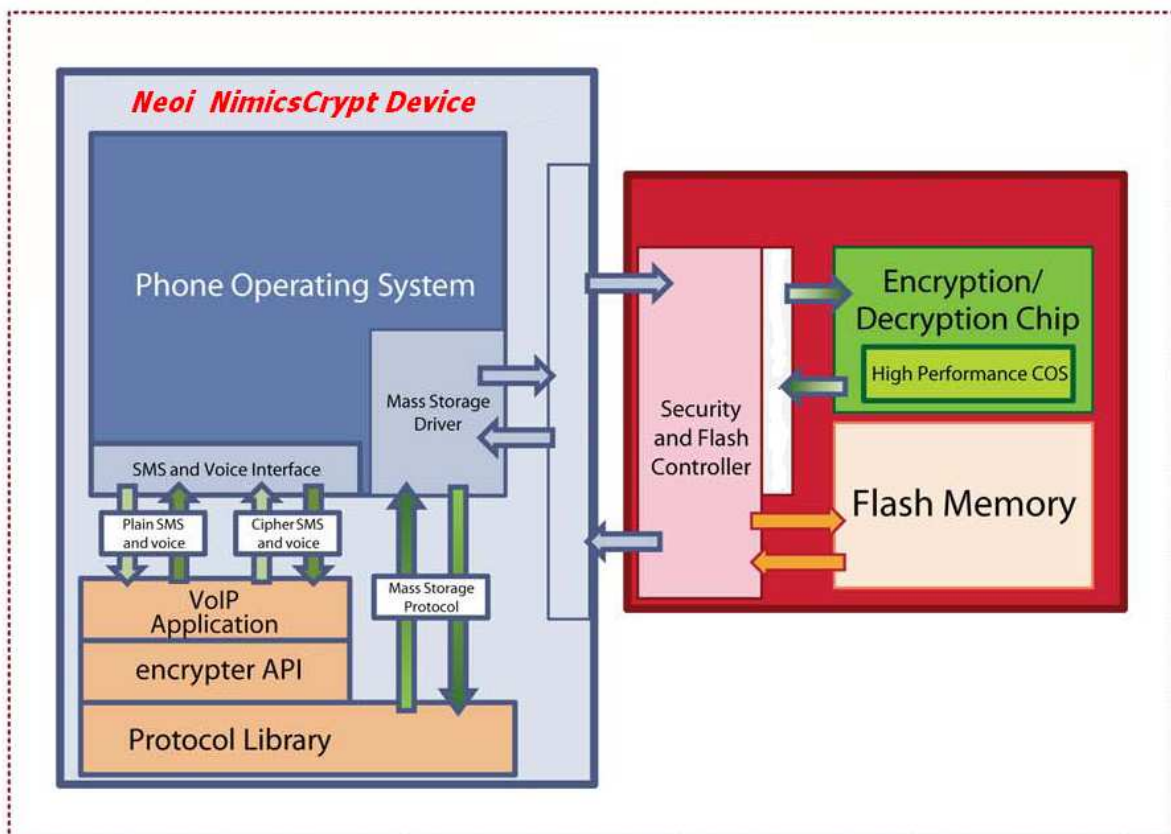 Neoi NimicsCrypt Device
Phone Operating System
Mass Storage
Driver
SMS and Voice Interface
Plain SMS
and voice
Cipher SMS
and voice
Mass Storage
Protocol
VoIP
Application
encrypter API
Protocol Library
Security
and Flash
Controller
Encryption/
Decryption Chip
High Performance COS
Flash Memory